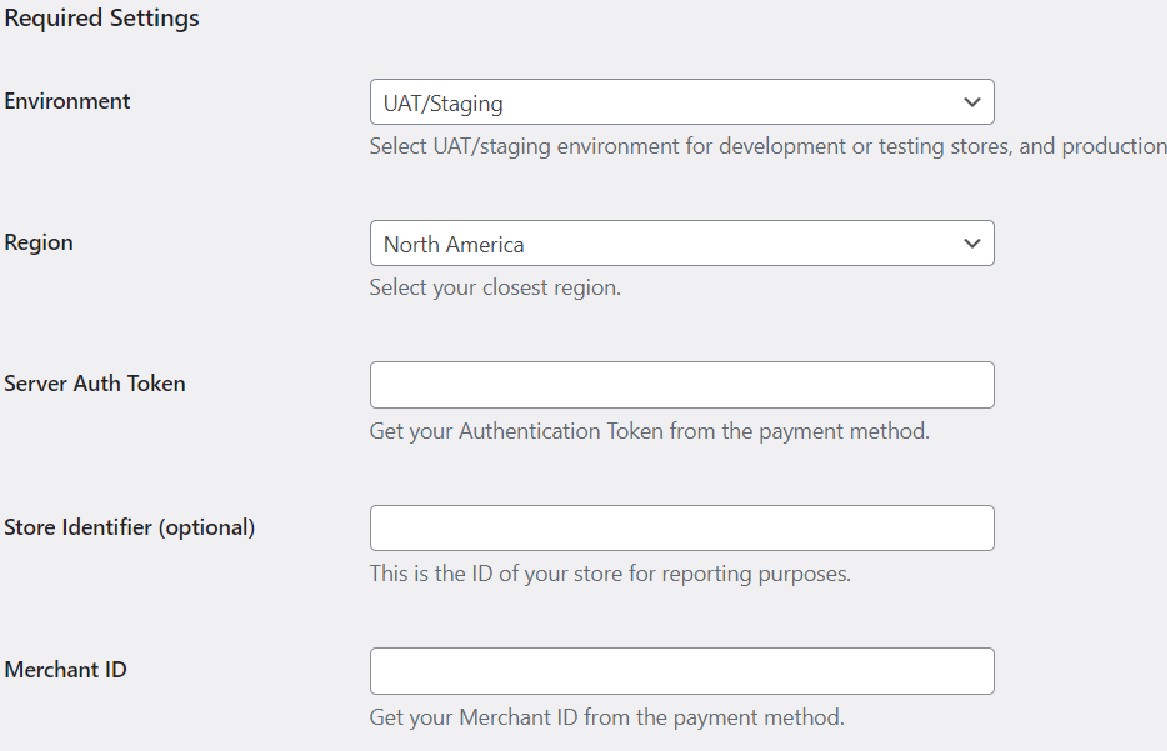 Required Settings
Environment
UAT/Staging
Select UAT/staging environment for development or testing stores, and production
Region
North America
Select your closest region.
Server Auth Token
Get your Authentication Token from the payment method.
Store Identifier (optional)
This is the ID of your store for reporting purposes.
Merchant ID
Get your Merchant ID from the payment method.